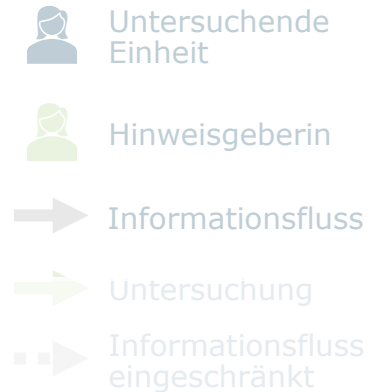 Untersuchende
Einheit
Hinweisgeberin
Informationsfluss
Untersuchung
Informationsfluss
eingeschränkt